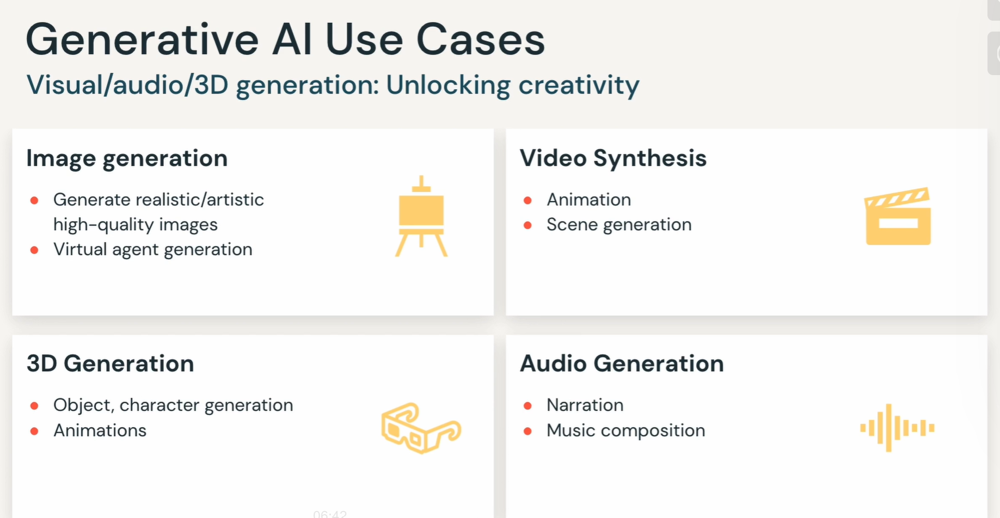 Generative AI Use Cases
Visual/audio/3D generation: Unlocking creativity
Image generation
Generate realistic/artistic
high-quality images
Virtual agent generation
Video Synthesis
Animation
Scene generation
3D Generation
Object, character generation
Animations
Audio Generation
Narration
Music composition
06:42